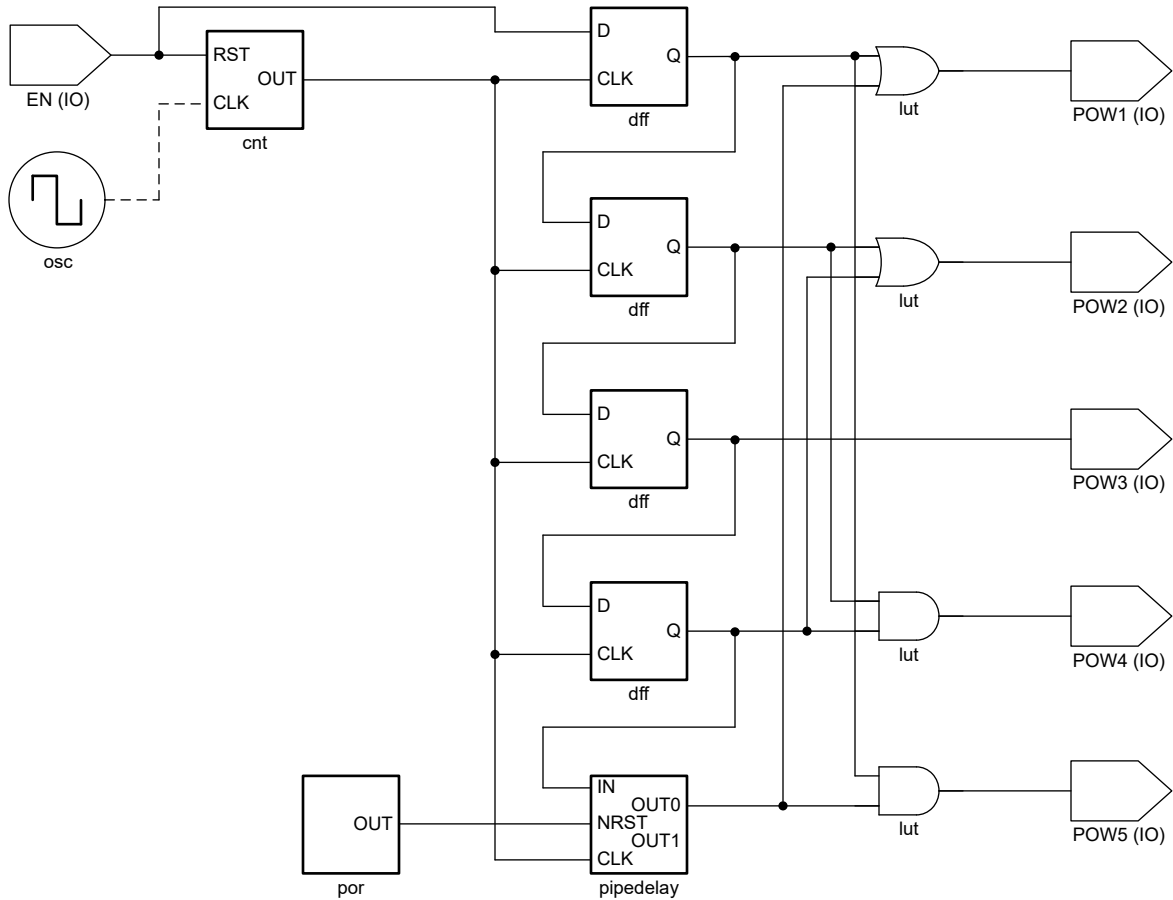 EN (IO)
RST
OUT
CLK
cnt
osc
D
Q
CLK
dff
lut
POW1 (IO)
D
Q
CLK
dff
lut
POW2 (IO)
D
Q
CLK
dff
POW3 (IO)
D
Q
CLK
dff
lut
POW4 (IO)
OUT
por
IN
OUT0
NRST
OUT1
CLK
pipedelay
lut
POW5 (IO)